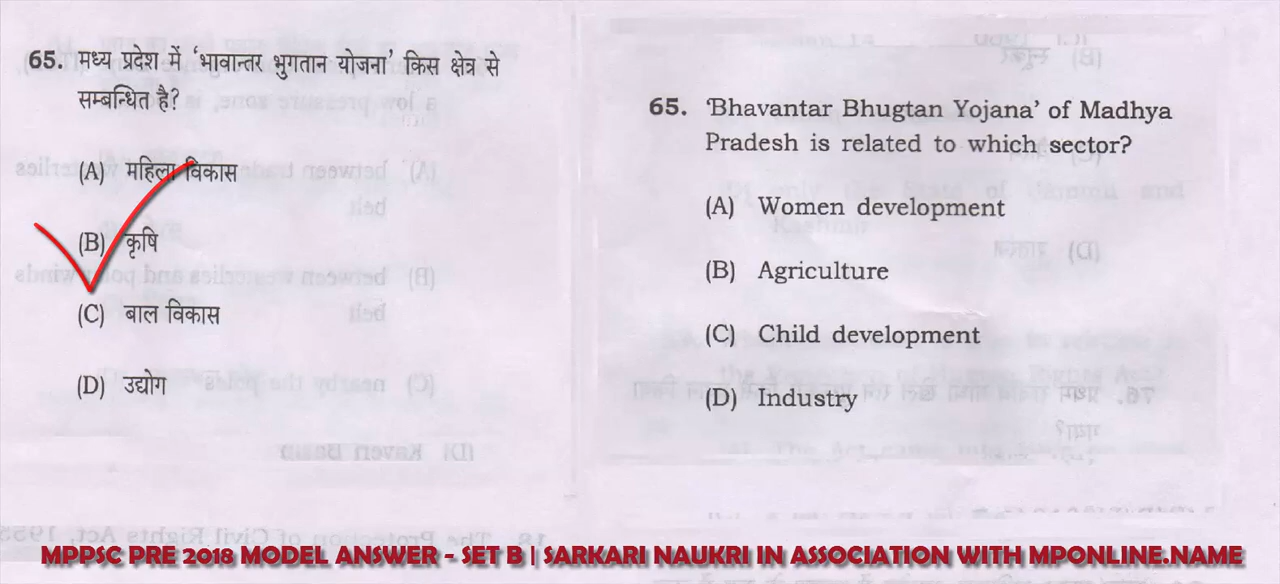 65. मध्य प्रदेश में ‘भावान्तर भुगतान योजना’ किस क्षेत्र से
सम्बन्धित है?
(A) महिला विकास
(B) कृषि
(C) बाल विकास
(D) उद्योग
65. ‘Bhavantar Bhugtan Yojana’ of Madhya
Pradesh is related to which sector?
(A) Women development
(B) Agriculture
(C) Child development
(D) Industry
MPPSC PRE 2018 MODEL ANSWER - SET B | SARKARI NAUKRI IN ASSOCIATION WITH MPONLINE.NAME